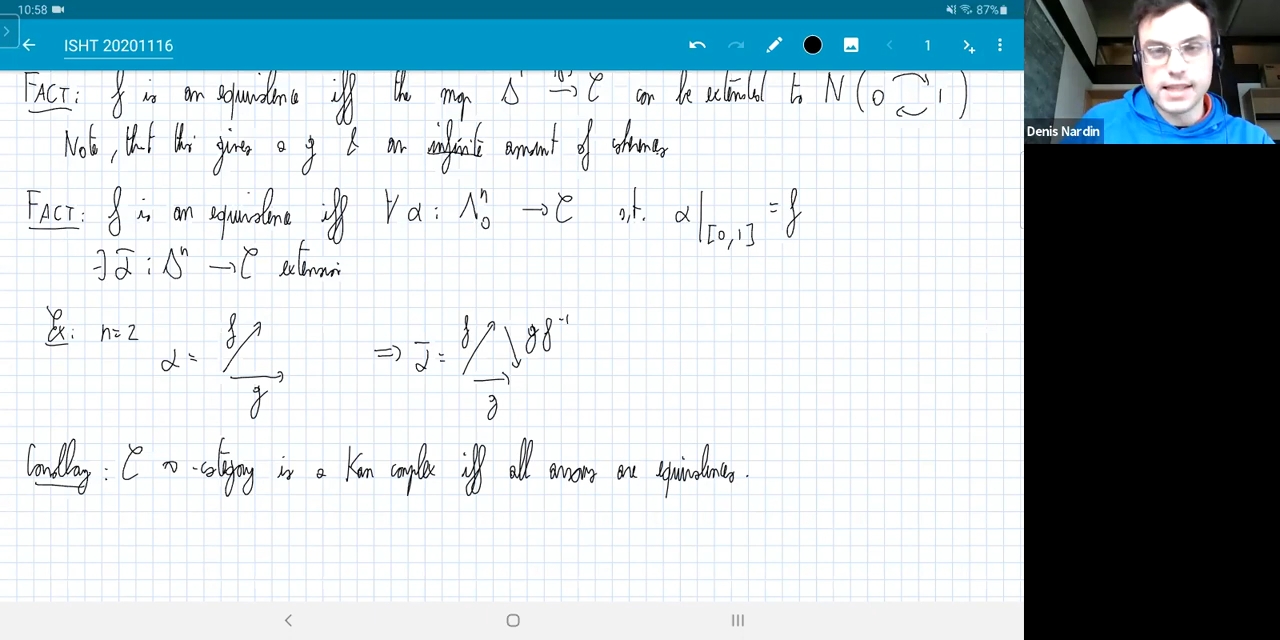 10:58
87%
ISHT 20201116
1
Denis Nardin
FACT: f is an equivalence iff the map Δ¹ → C can be extended to N(0 1)
Note, that this gives a g & an infinite amount of coherences
FACT: f is an equivalence iff ∀ α : Λ₀ⁿ → C s.t. α|[0,1] = f
∃ ᾱ : Δⁿ → C extension
Ex: n=2
α = f g ⇒ ᾱ = f gf⁻¹ g
Corollary: C ∞-category is a Kan complex iff all arrows are equivalences.